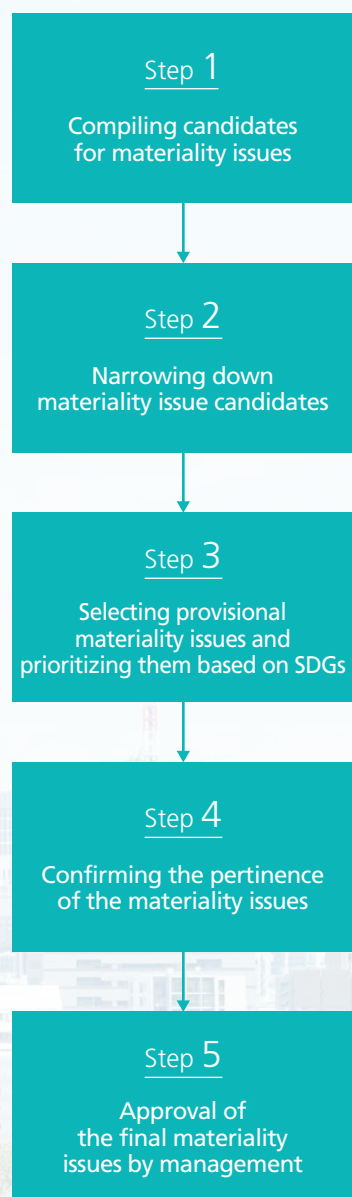 Step 1
Compiling candidates
for materiality issues
Step 2
Narrowing down
materiality issue candidates
Step 3
Selecting provisional
materiality issues and
prioritizing them based on SDGs
Step 4
Confirming the pertinence
of the materiality issues
Step 5
Approval of
the final materiality
issues by management